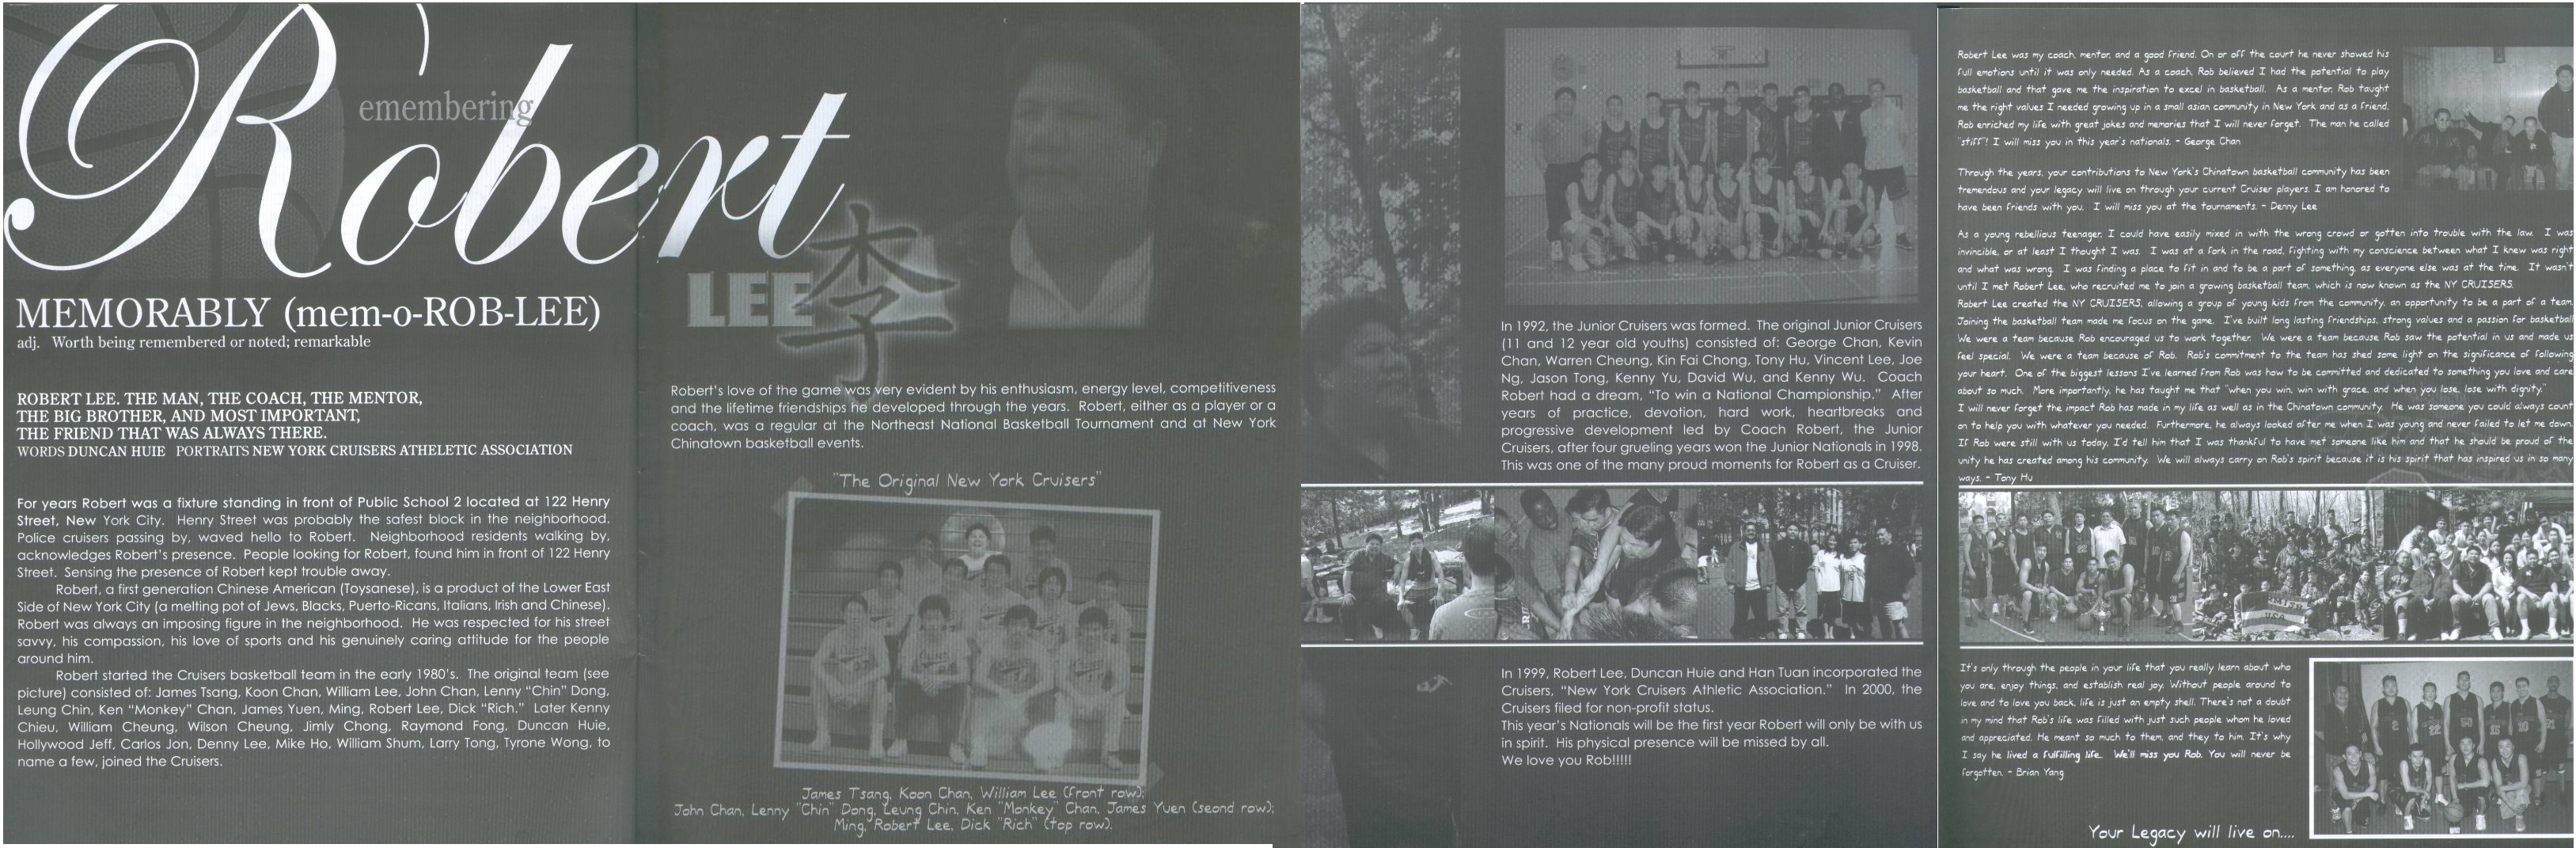 Robert
emembering
LEE
李
MEMORABLY (mem-o-ROB-LEE)
adj. Worth being remembered or noted; remarkable
ROBERT LEE. THE MAN, THE COACH, THE MENTOR,
THE BIG BROTHER, AND MOST IMPORTANT,
THE FRIEND THAT WAS ALWAYS THERE.
WORDS DUNCAN HUIE PORTRAITS NEW YORK CRUISERS ATHELETIC ASSOCIATION
For years Robert was a fixture standing in front of Public School 2 located at 122 Henry
Street, New York City. Henry Street was probably the safest block in the neighborhood.
Police cruisers passing by, waved hello to Robert. Neighborhood residents walking by,
acknowledges Robert's presence. People looking for Robert, found him in front of 122 Henry
Street. Sensing the presence of Robert kept trouble away.
Robert, a first generation Chinese American (Toysanese), is a product of the Lower East
Side of New York City (a melting pot of Jews, Blacks, Puerto-Ricans, Italians, Irish and Chinese).
Robert was always an imposing figure in the neighborhood. He was respected for his street
savvy, his compassion, his love of sports and his genuinely caring attitude for the people
around him.
Robert started the Cruisers basketball team in the early 1980's. The original team (see
picture) consisted of: James Tsang, Koon Chan, William Lee, John Chan, Lenny "Chin" Dong,
Leung Chin, Ken "Monkey" Chan, James Yuen, Ming, Robert Lee, Dick "Rich." Later Kenny
Chieu, William Cheung, Wilson Cheung, Jimly Chong, Raymond Fong, Duncan Huie,
Hollywood Jeff, Carlos Jon, Denny Lee, Mike Ho, William Shum, Larry Tong, Tyrone Wong, to
name a few, joined the Cruisers.
Robert's love of the game was very evident by his enthusiasm, energy level, competitiveness
and the lifetime friendships he developed through the years. Robert, either as a player or a
coach, was a regular at the Northeast National Basketball Tournament and at New York
Chinatown basketball events.
"The Original New York Cruisers"
James Tsang, Koon Chan, William Lee (front row);
John Chan, Lenny "Chin" Dong, Leung Chin, Ken "Monkey" Chan, James Yuen (seond row);
Ming, Robert Lee, Dick "Rich" (top row).
In 1992, the Junior Cruisers was formed. The original Junior Cruisers
(11 and 12 year old youths) consisted of: George Chan, Kevin
Chan, Warren Cheung, Kin Fai Chong, Tony Hu, Vincent Lee, Joe
Ng, Jason Tong, Kenny Yu, David Wu, and Kenny Wu. Coach
Robert had a dream, "To win a National Championship." After
years of practice, devotion, hard work, heartbreaks and
progressive development led by Coach Robert, the Junior
Cruisers, after four grueling years won the Junior Nationals in 1998.
This was one of the many proud moments for Robert as a Cruiser.
In 1999, Robert Lee, Duncan Huie and Han Tuan incorporated the
Cruisers, "New York Cruisers Athletic Association." In 2000, the
Cruisers filed for non-profit status.
This year's Nationals will be the first year Robert will only be with us
in spirit. His physical presence will be missed by all.
We love you Rob!!!!!
Robert Lee was my coach, mentor, and a good friend. On or off the court he never showed his
full emotions until it was only needed. As a coach, Rob believed I had the potential to play
basketball and that gave me the inspiration to excel in basketball. As a mentor, Rob taught
me the right values I needed growing up in a small asian community in New York and as a friend,
Rob enriched my life with great jokes and memories that I will never forget. The man he called
"stiff"! I will miss you in this year's nationals. - George Chan
Through the years, your contributions to New York's Chinatown basketball community has been
tremendous and your legacy will live on through your current Cruiser players. I am honored to
have been friends with you. I will miss you at the tournaments. - Denny Lee
As a young rebellious teenager, I could have easily mixed in with the wrong crowd or gotten into trouble with the law. I was
invincible, or at least I thought I was. I was at a fork in the road, fighting with my conscience between what I knew was right
and what was wrong. I was finding a place to fit in and to be a part of something, as everyone else was at the time. It wasn't
until I met Robert Lee, who recruited me to join a growing basketball team, which is now known as the NY CRUISERS.
Robert Lee created the NY CRUISERS, allowing a group of young kids from the community, an opportunity to be a part of a team.
Joining the basketball team made me focus on the game. I've built long lasting friendships, strong values and a passion for basketball.
We were a team because Rob encouraged us to work together. We were a team because Rob saw the potential in us and made us
feel special. We were a team because of Rob. Rob's commitment to the team has shed some light on the significance of following
your heart. One of the biggest lessons I've learned from Rob was how to be committed and dedicated to something you love and care
about so much. More importantly, he has taught me that "when you win, win with grace, and when you lose, lose with dignity."
I will never forget the impact Rob has made in my life as well as in the Chinatown community. He was someone you could always count
on to help you with whatever you needed. Furthermore, he always looked after me when I was young and never failed to let me down.
If Rob were still with us today, I'd tell him that I was thankful to have met someone like him and that he should be proud of the
unity he has created among his community. We will always carry on Rob's spirit because it is his spirit that has inspired us in so many
ways. - Tony Hu
It's only through the people in your life that you really learn about who
you are, enjoy things, and establish real joy. Without people around to
love and to love you back, life is just an empty shell. There's not a doubt
in my mind that Rob's life was filled with just such people whom he loved
and appreciated. He meant so much to them, and they to him. It's why
I say he lived a fulfilling life. We'll miss you Rob. You will never be
forgotten. - Brian Yang
Your Legacy will live on....